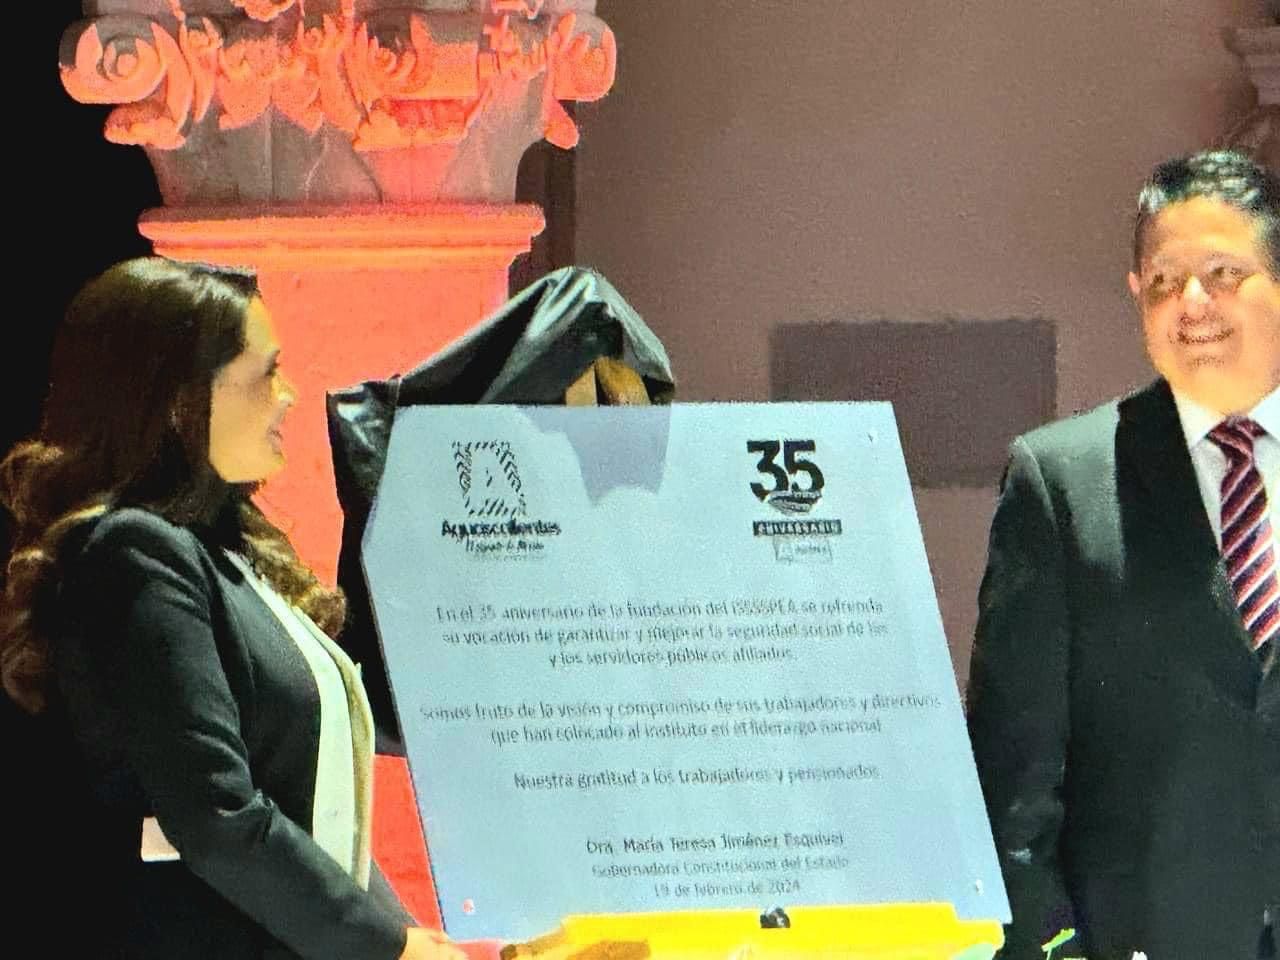 Aguascalientes
35
ANIVERSARIO
En el 35 aniversario de la fundación del ISSSSPEA se refrenda
su vocación de garantizar y mejorar la seguridad social de las
y los servidores públicos afiliados.
Somos fruto de la visión y compromiso de sus trabajadores y directivos
que han colocado al instituto en el liderazgo nacional
Nuestra gratitud a los trabajadores y pensionados.
Dra. María Teresa Jiménez Esquivel
Gobernadora Constitucional del Estado
19 de febrero de 2024